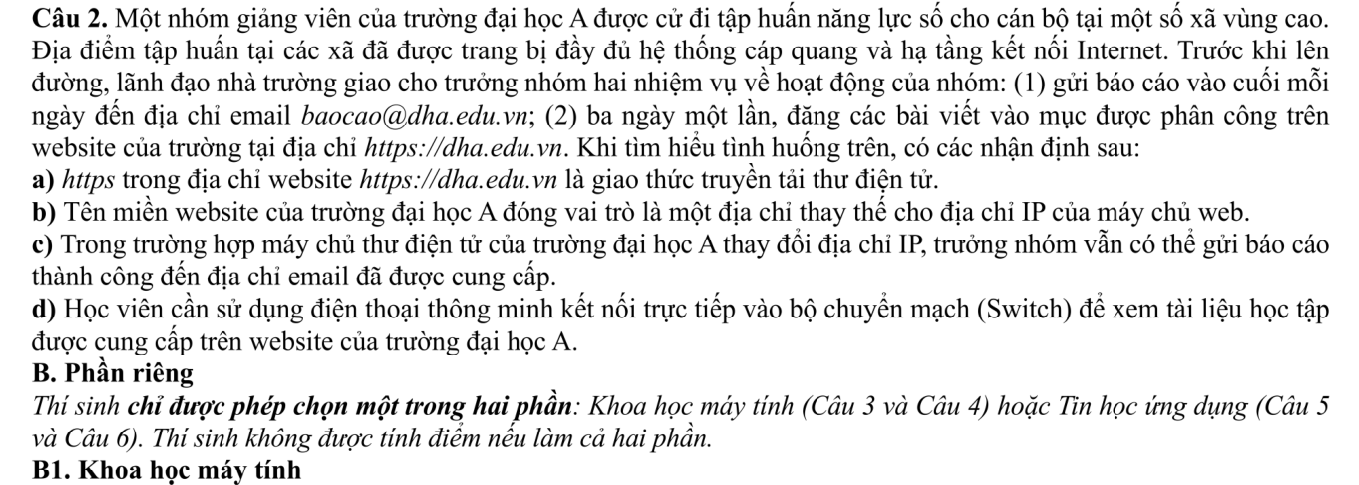 Câu 2. Một nhóm giảng viên của trường đại học A được cử đi tập huấn năng lực số cho cán bộ tại một số xã vùng cao.
Địa điểm tập huấn tại các xã đã được trang bị đầy đủ hệ thống cáp quang và hạ tầng kết nối Internet. Trước khi lên
đường, lãnh đạo nhà trường giao cho trưởng nhóm hai nhiệm vụ về hoạt động của nhóm: (1) gửi báo cáo vào cuối mỗi
ngày đến địa chỉ email baocao@dha.edu.vn; (2) ba ngày một lần, đăng các bài viết vào mục được phân công trên
website của trường tại địa chỉ https://dha.edu.vn. Khi tìm hiểu tình huống trên, có các nhận định sau:
a) https trong địa chỉ website https://dha.edu.vn là giao thức truyền tải thư điện tử.
b) Tên miền website của trường đại học A đóng vai trò là một địa chỉ thay thế cho địa chỉ IP của máy chủ web.
c) Trong trường hợp máy chủ thư điện tử của trường đại học A thay đổi địa chỉ IP, trưởng nhóm vẫn có thể gửi báo cáo
thành công đến địa chỉ email đã được cung cấp.
d) Học viên cần sử dụng điện thoại thông minh kết nối trực tiếp vào bộ chuyển mạch (Switch) để xem tài liệu học tập
được cung cấp trên website của trường đại học A.
B. Phần riêng
Thí sinh chỉ được phép chọn một trong hai phần: Khoa học máy tính (Câu 3 và Câu 4) hoặc Tin học ứng dụng (Câu 5
và Câu 6). Thí sinh không được tính điểm nếu làm cả hai phần.
B1. Khoa học máy tính